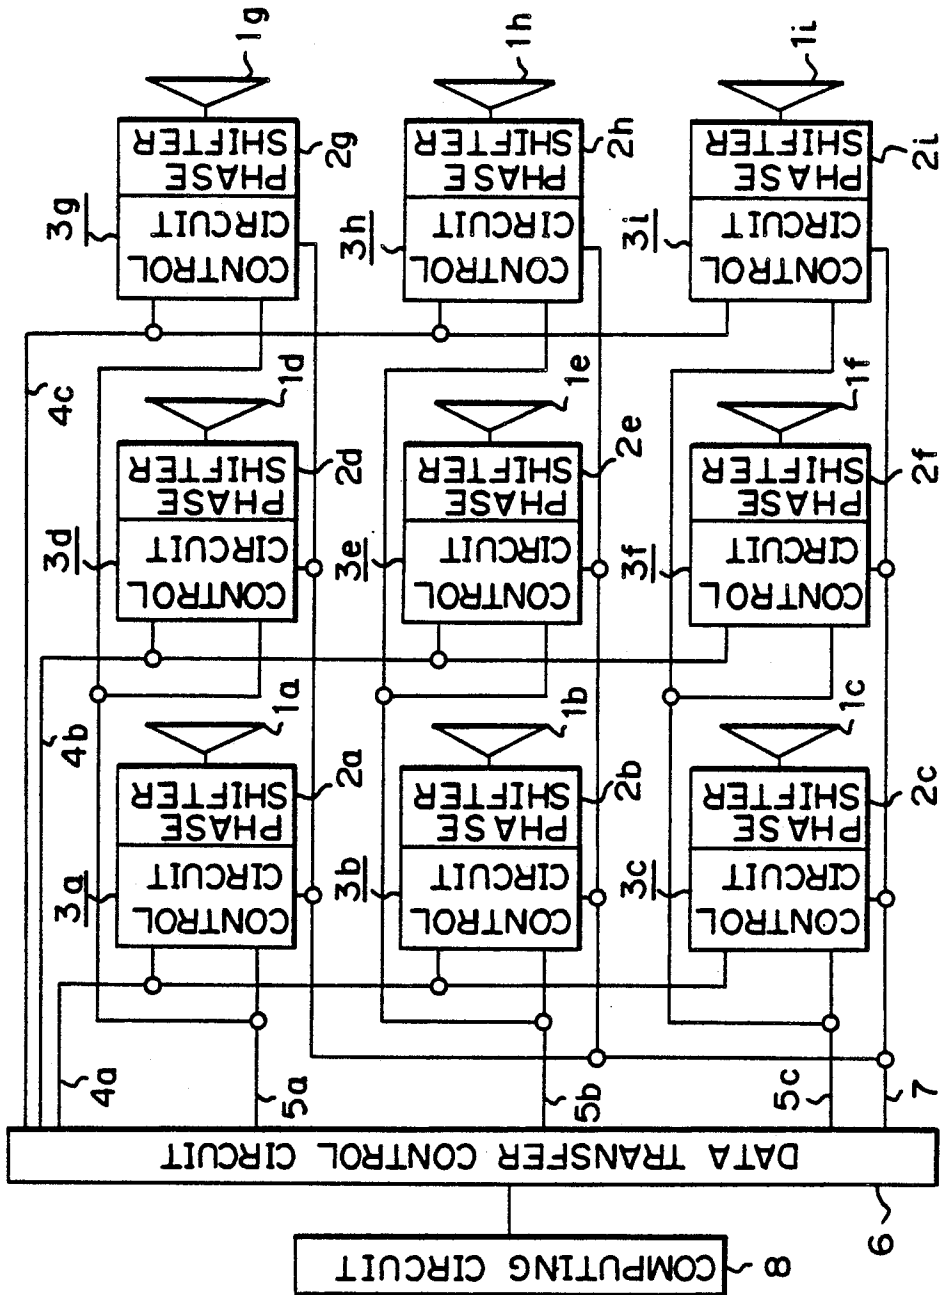 8
COMPUTING CIRCUIT
6
DATA TRANSFER CONTROL CIRCUIT
7
5c
5b
5a
4a
3c
CONTROL
CIRCUIT
PHASE
SHIFTER
2c
1c
3b
CONTROL
CIRCUIT
PHASE
SHIFTER
2b
1b
3a
CONTROL
CIRCUIT
PHASE
SHIFTER
2a
1a
4b
3f
CONTROL
CIRCUIT
PHASE
SHIFTER
2f
1f
3e
CONTROL
CIRCUIT
PHASE
SHIFTER
2e
1e
3d
CONTROL
CIRCUIT
PHASE
SHIFTER
2d
1d
4c
3i
CONTROL
CIRCUIT
PHASE
SHIFTER
2i
1i
3h
CONTROL
CIRCUIT
PHASE
SHIFTER
2h
1h
3g
CONTROL
CIRCUIT
PHASE
SHIFTER
2g
1g